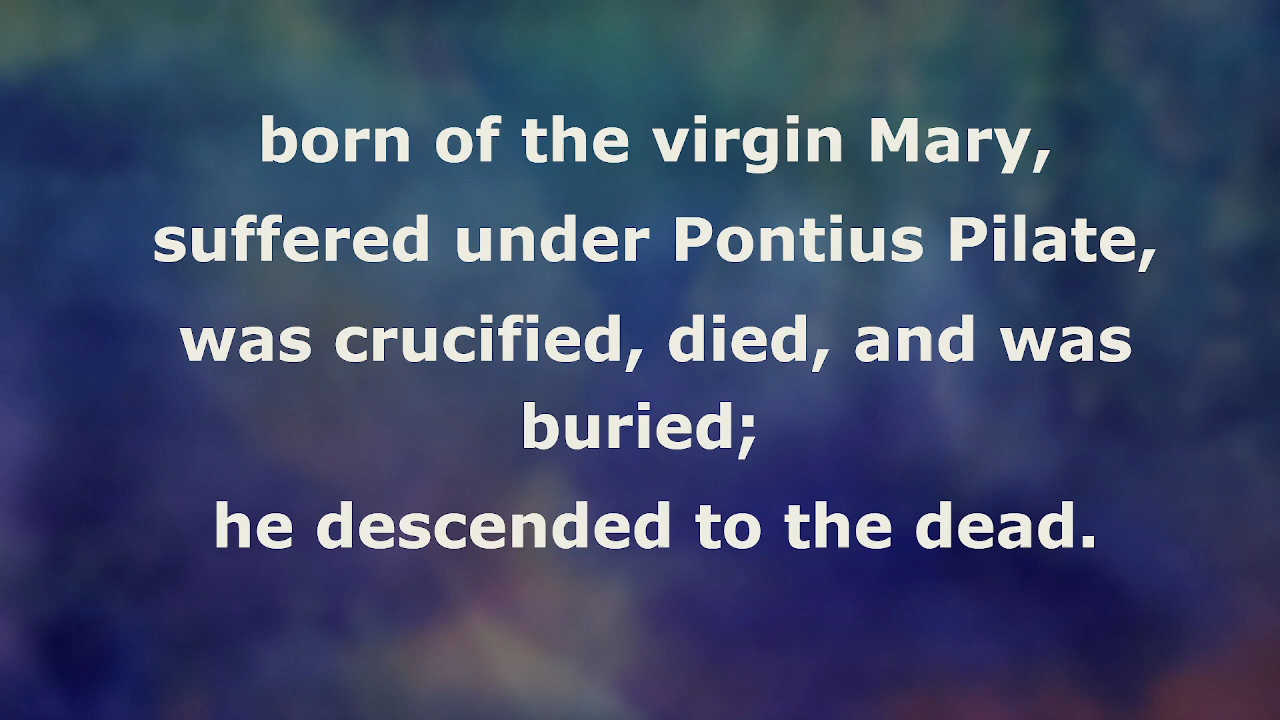 born of the virgin Mary,
suffered under Pontius Pilate,
was crucified, died, and was
buried;
he descended to the dead.